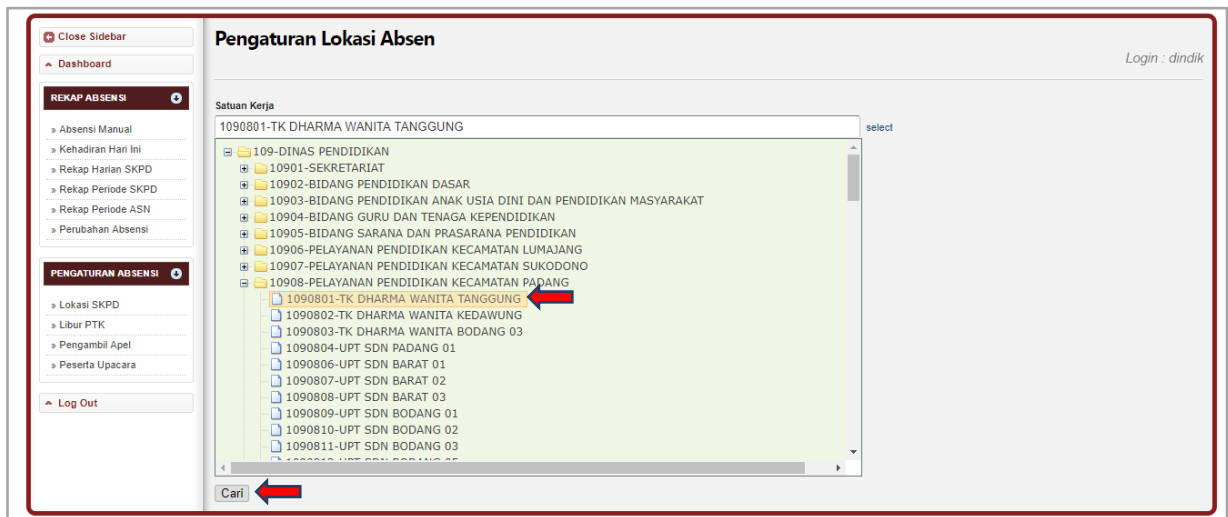 Close Sidebar
Dashboard
REKAP ABSENSI
» Absensi Manual
» Kehadiran Hari Ini
» Rekap Harian SKPD
» Rekap Periode SKPD
» Rekap Periode ASN
» Perubahan Absensi
PENGATURAN ABSENSI
» Lokasi SKPD
» Libur PTK
» Pengambil Apel
» Peserta Upacara
Log Out
Pengaturan Lokasi Absen
Login : dindik
Satuan Kerja
1090801-TK DHARMA WANITA TANGGUNG
select
109-DINAS PENDIDIKAN
10901-SEKRETARIAT
10902-BIDANG PENDIDIKAN DASAR
10903-BIDANG PENDIDIKAN ANAK USIA DINI DAN PENDIDIKAN MASYARAKAT
10904-BIDANG GURU DAN TENAGA KEPENDIDIKAN
10905-BIDANG SARANA DAN PRASARANA PENDIDIKAN
10906-PELAYANAN PENDIDIKAN KECAMATAN LUMAJANG
10907-PELAYANAN PENDIDIKAN KECAMATAN SUKODONO
10908-PELAYANAN PENDIDIKAN KECAMATAN PADANG
1090801-TK DHARMA WANITA TANGGUNG
1090802-TK DHARMA WANITA KEDAWUNG
1090803-TK DHARMA WANITA BODANG 03
1090804-UPT SDN PADANG 01
1090806-UPT SDN BARAT 01
1090807-UPT SDN BARAT 02
1090808-UPT SDN BARAT 03
1090809-UPT SDN BODANG 01
1090810-UPT SDN BODANG 02
1090811-UPT SDN BODANG 03
Cari